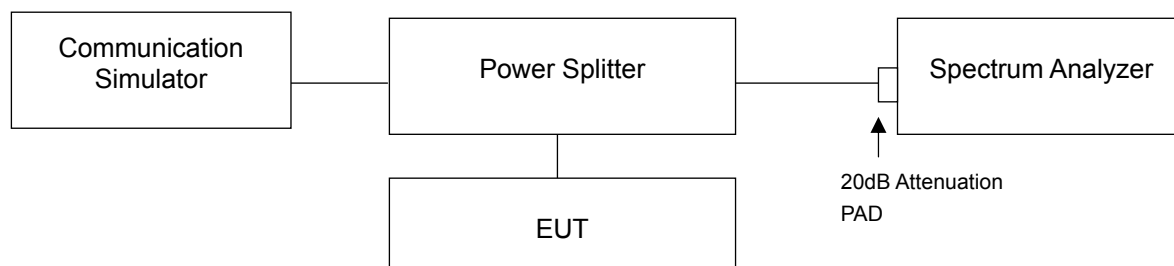 Communication
Simulator
Power Splitter
Spectrum Analyzer
20dB Attenuation
PAD
EUT